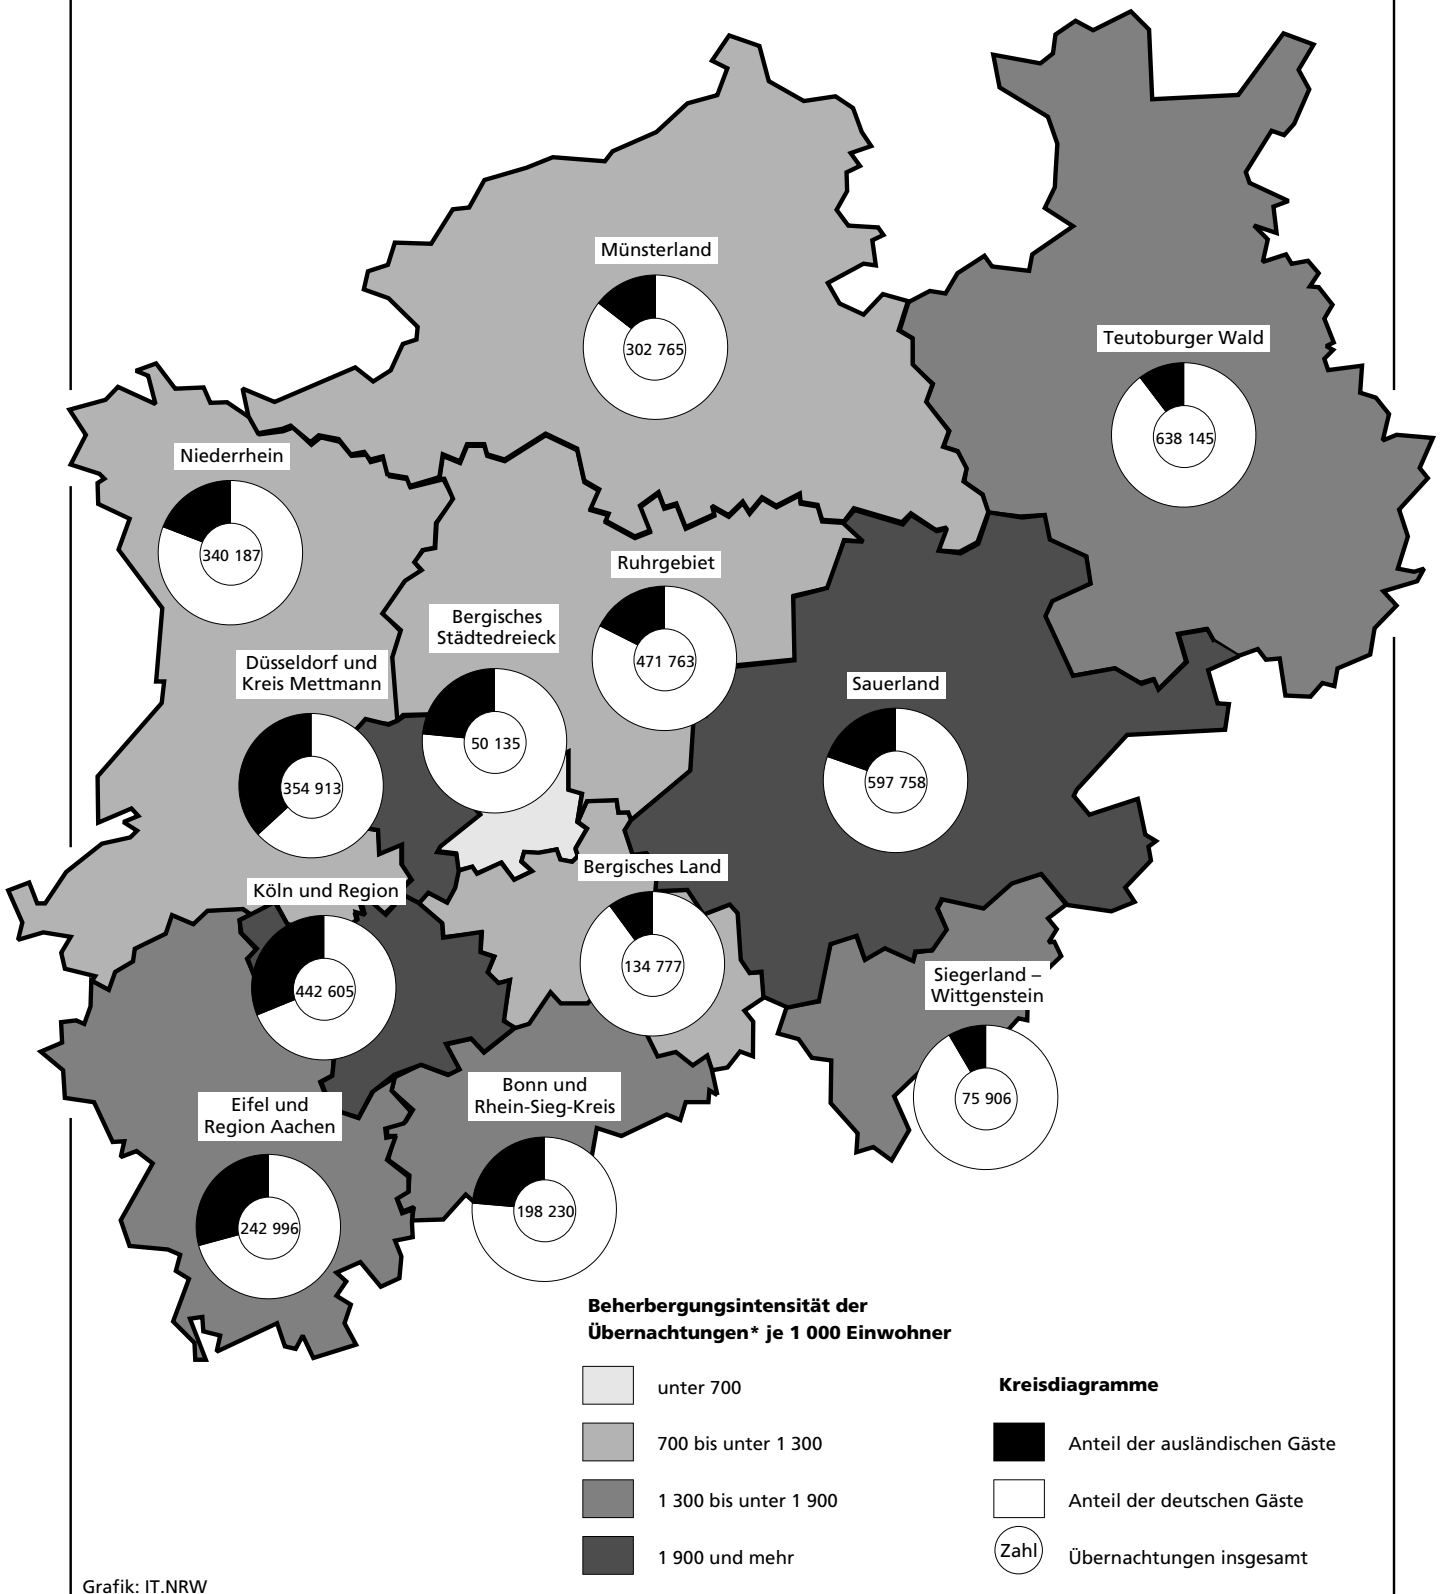 Münsterland
302 765
Teutoburger Wald
638 145
Niederrhein
340 187
Ruhrgebiet
471 763
Bergisches
Städtedreieck
50 135
Düsseldorf und
Kreis Mettmann
354 913
Sauerland
597 758
Bergisches Land
134 777
Köln und Region
442 605
Siegerland –
Wittgenstein
75 906
Bonn und
Rhein-Sieg-Kreis
198 230
Eifel und
Region Aachen
242 996
Beherbergungsintensität der
Übernachtungen* je 1 000 Einwohner
unter 700
700 bis unter 1 300
1 300 bis unter 1 900
1 900 und mehr
Kreisdiagramme
Anteil der ausländischen Gäste
Anteil der deutschen Gäste
Zahl
Übernachtungen insgesamt
Grafik: IT.NRW